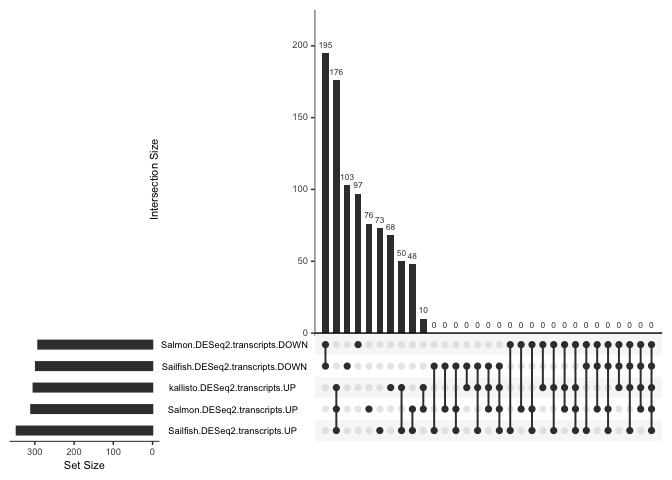 200
150
100
50
0
Intersection Size
195
176
103
97
76
73
68
50
48
10
0 0 0 0 0 0 0 0 0 0 0 0 0 0 0 0 0 0 0 0 0
Salmon.DESeq2.transcripts.DOWN
Sailfish.DESeq2.transcripts.DOWN
kallisto.DESeq2.transcripts.UP
Salmon.DESeq2.transcripts.UP
Sailfish.DESeq2.transcripts.UP
300 200 100 0
Set Size